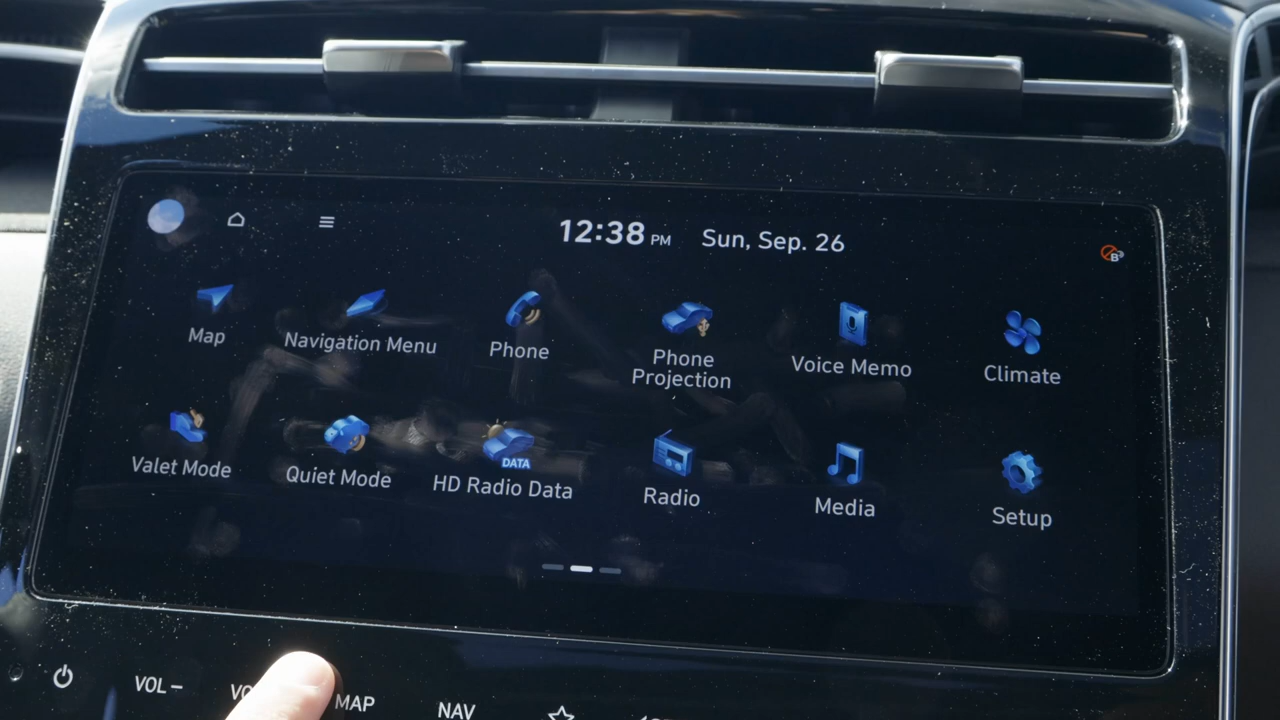 12:38 PM Sun, Sep. 26
B
Map
Navigation Menu
Phone
Phone
Projection
Voice Memo
Climate
Valet Mode
Quiet Mode
DATA
HD Radio Data
Radio
Media
Setup
VOL –
MAP
NAV